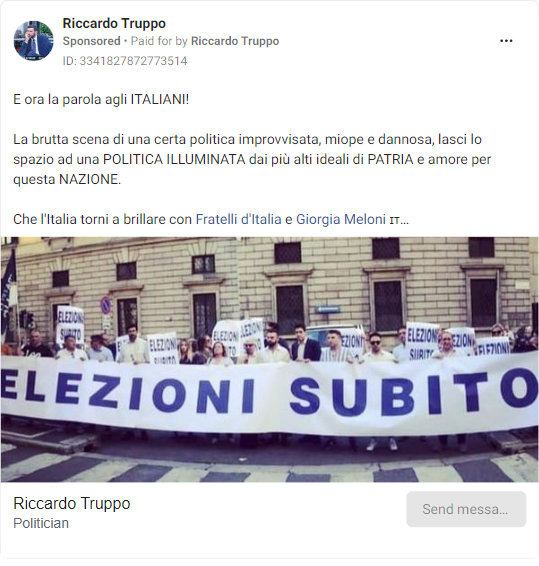 Riccardo Truppo
Sponsored • Paid for by Riccardo Truppo
ID: 3341827872773514
E ora la parola agli ITALIANI!
La brutta scena di una certa politica improvvisata, miope e dannosa, lasci lo
spazio ad una POLITICA ILLUMINATA dai più alti ideali di PATRIA e amore per
questa NAZIONE.
Che l'Italia torni a brillare con Fratelli d'Italia e Giorgia Meloni ɪᴛ...
ELEZIONI
SUBITO
ELEZIONI
SUBITO
ELEZIONI
SUBITO
ELEZIONI
ELEZIONI
SUBITO
ELEZIONI
SUBITO
ELEZIONI
ELEZIONI SUBITO
Riccardo Truppo
Politician
Send messa...